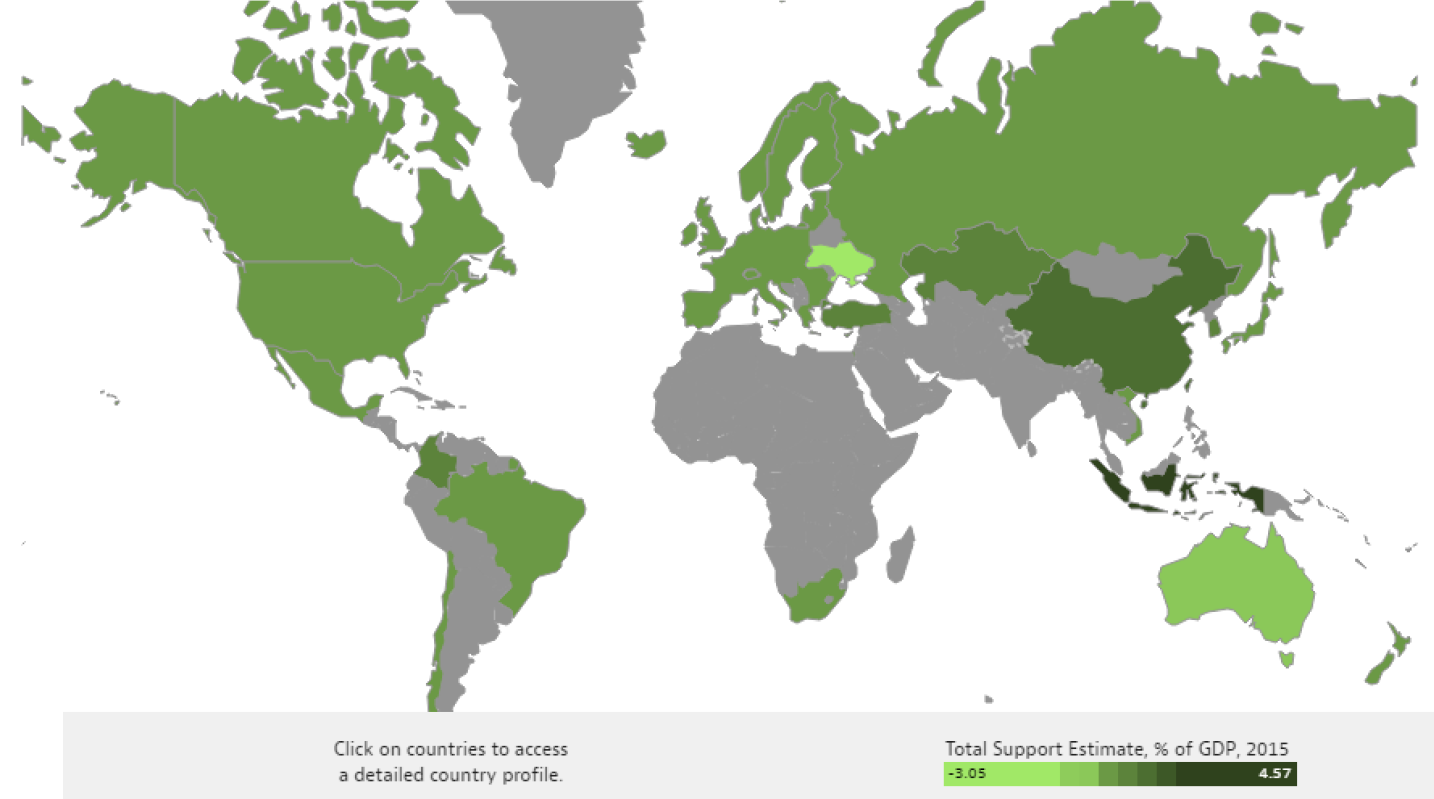 Click on countries to access
a detailed country profile.
Total Support Estimate, % of GDP, 2015
-3.05 4.57